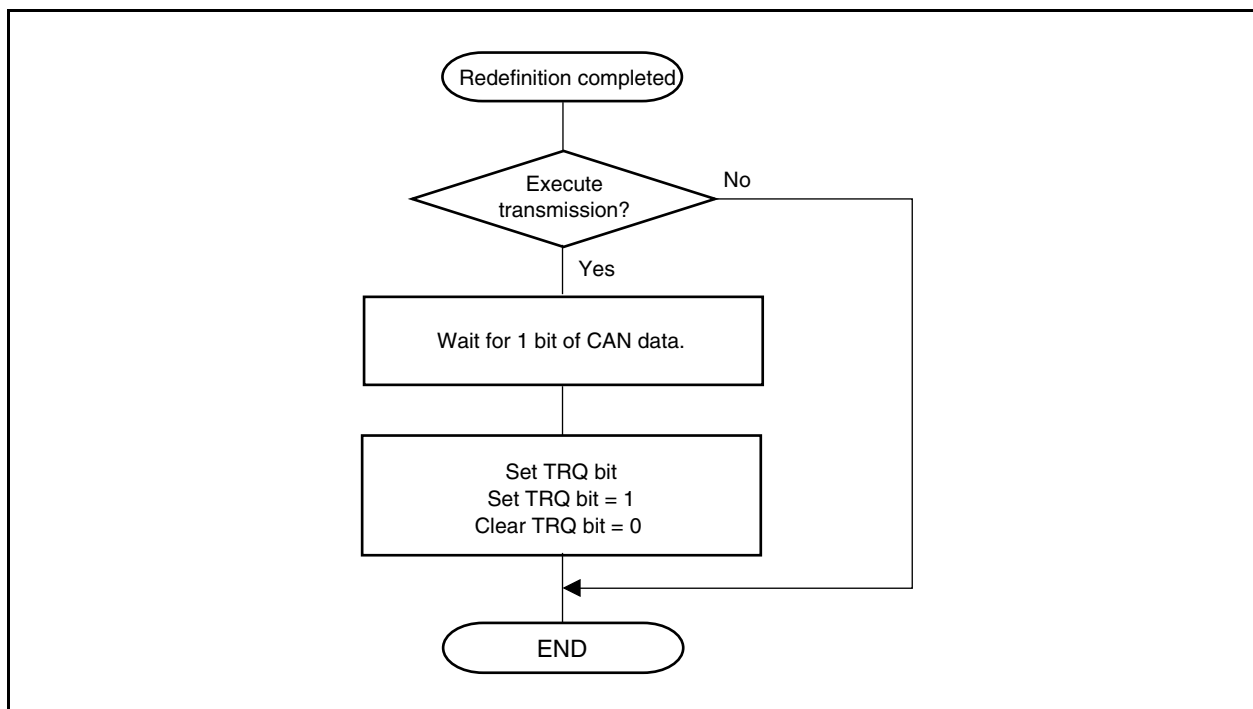 Redefinition completed
Execute
transmission?
No
Yes
Wait for 1 bit of CAN data.
Set TRQ bit
Set TRQ bit = 1
Clear TRQ bit = 0
END